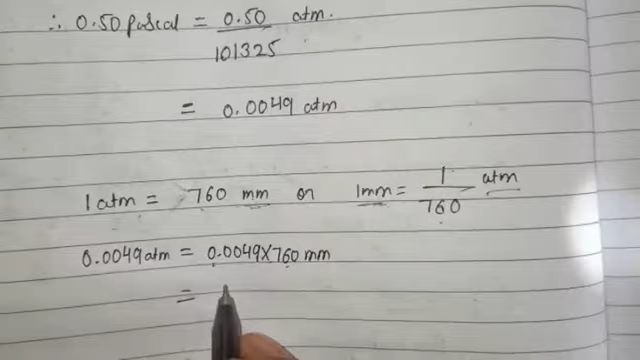 ∴ 0.50 pascal = 0.50/101325 atm.
= 0.0049 atm
1 atm = 760 mm or 1mm = 1/760 atm
0.0049 atm = 0.0049×760 mm
=